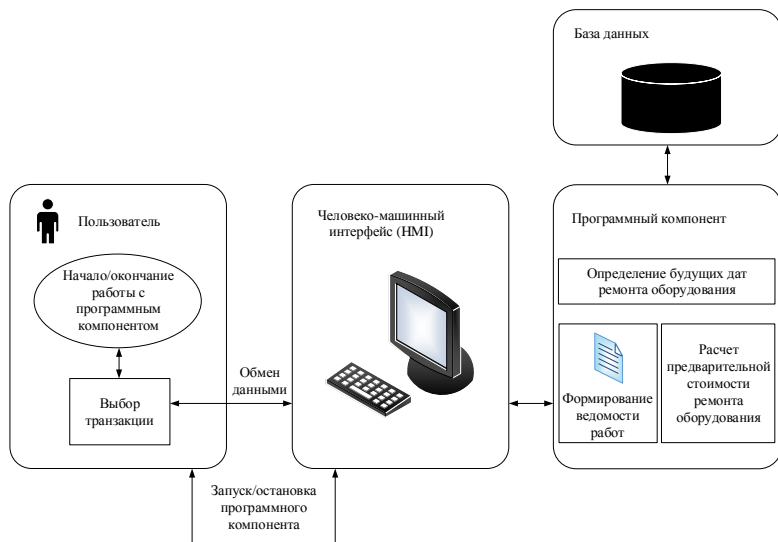 База данных
Пользователь
Начало/окончание
работы с
программным
компонентом
Выбор
транзакции
Обмен
данными
Запуск/остановка
программного
компонента
Человеко-машинный
интерфейс (HMI)
Программный компонент
Определение будущих дат
ремонта оборудования
Формирование
ведомости
работ
Расчет
предварительной
стоимости
ремонта
оборудования